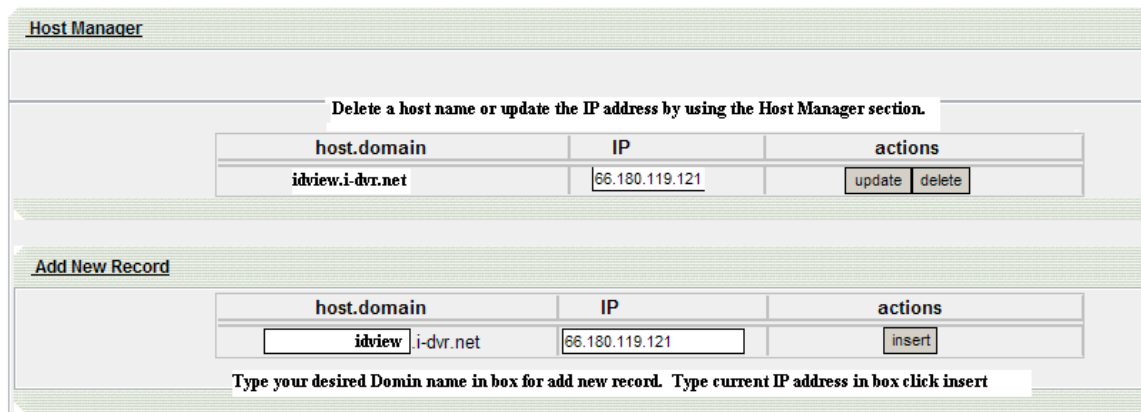 Host Manager
Delete a host name or update the IP address by using the Host Manager section.
host.domain IP actions
idview.i-dvr.net 66.180.119.121 update delete
Add New Record
host.domain IP actions
idview .i-dvr.net 66.180.119.121 insert
Type your desired Domin name in box for add new record. Type current IP address in box click insert